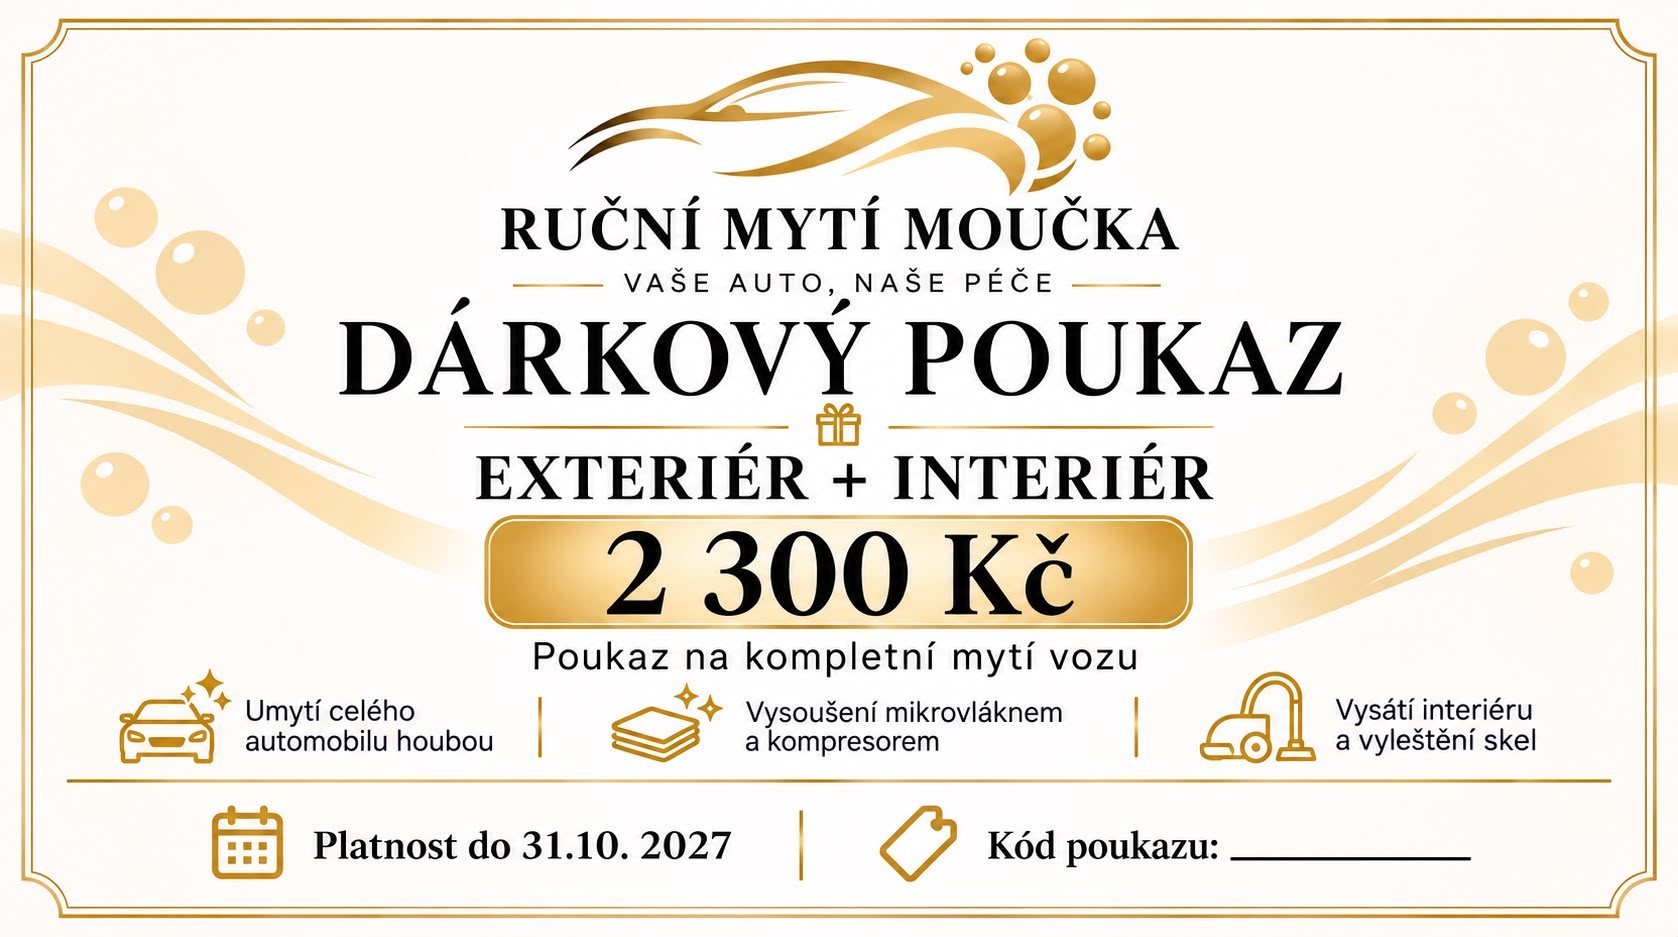 RUČNÍ MYTÍ MOUČKA
VAŠE AUTO, NAŠE PÉČE
DÁRKOVÝ POUKAZ
EXTERIÉR + INTERIÉR
2 300 Kč
Poukaz na kompletní mytí vozu
Umytí celého
automobilu houbou
Vysoušení mikrovláknem
a kompresorem
Vysátí interiéru
a vyleštění skel
Platnost do 31.10. 2027
Kód poukazu: